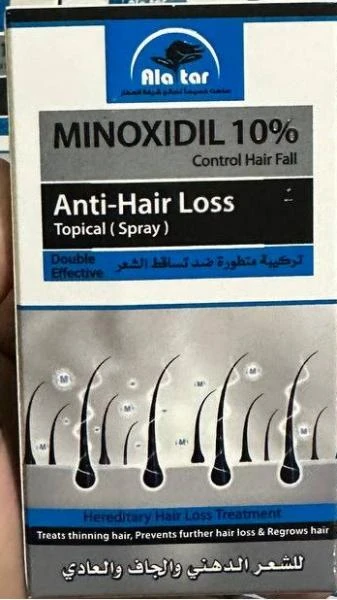 Ala tar
MINOXIDIL 10%
Control Hair Fall
Anti-Hair Loss
Topical ( Spray )
Double
Effective
تركيبة متطورة ضد تساقط الشعر
M
M
M
M
Hereditary Hair Loss Treatment
Treats thinning hair, Prevents further hair loss & Regrows hair
للشعر الدهني والجاف والعادي